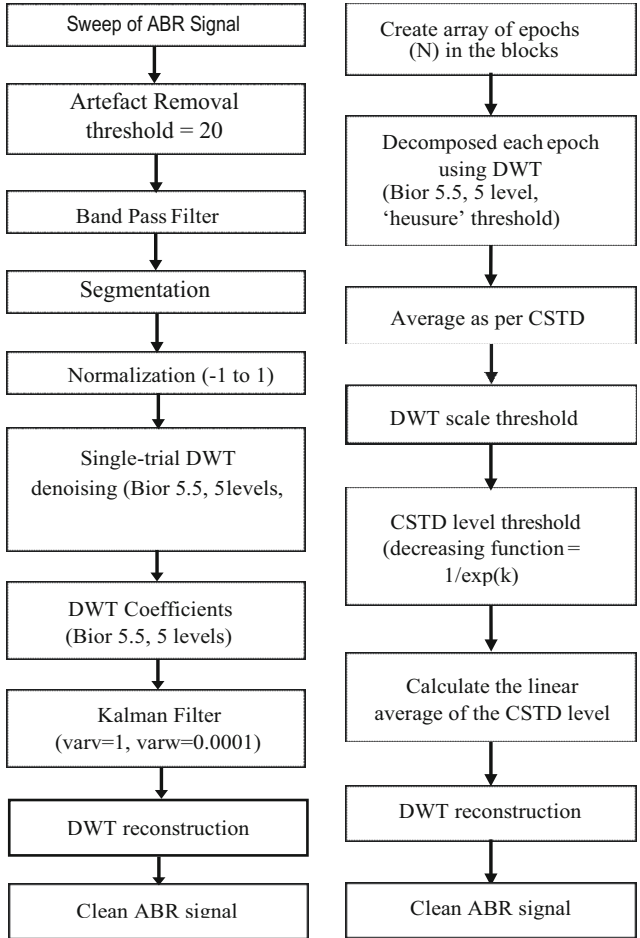 Sweep of ABR Signal
Artefact Removal
threshold = 20
Band Pass Filter
Segmentation
Normalization (-1 to 1)
Single-trial DWT
denoising (Bior 5.5, 5levels,
DWT Coefficients
(Bior 5.5, 5 levels)
Kalman Filter
(varv=1, varw=0.0001)
DWT reconstruction
Clean ABR signal
Create array of epochs
(N) in the blocks
Decomposed each epoch
using DWT
(Bior 5.5, 5 level,
‘heusure’ threshold)
Average as per CSTD
DWT scale threshold
CSTD level threshold
(decreasing function =
1/exp(k)
Calculate the linear
average of the CSTD level
DWT reconstruction
Clean ABR signal